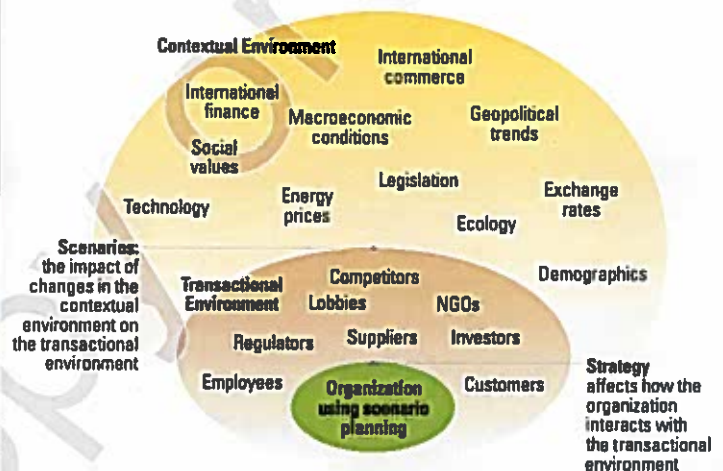 Contextual Environment
International
commerce
International
finance
Macroeconomic
conditions
Geopolitical
trends
Social
values
Legislation
Technology
Energy
prices
Exchange
rates
Ecology
Scenarios:
the impact of
changes in the
contextual
environment on
the transactional
environment
Demographics
Transactional
Environment
Competitors
Lobbies
NGOs
Regulators
Suppliers
Investors
Employees
Customers
Organization
using scenario
planning
Strategy
affects how the
organization
interacts with
the transactional
environment